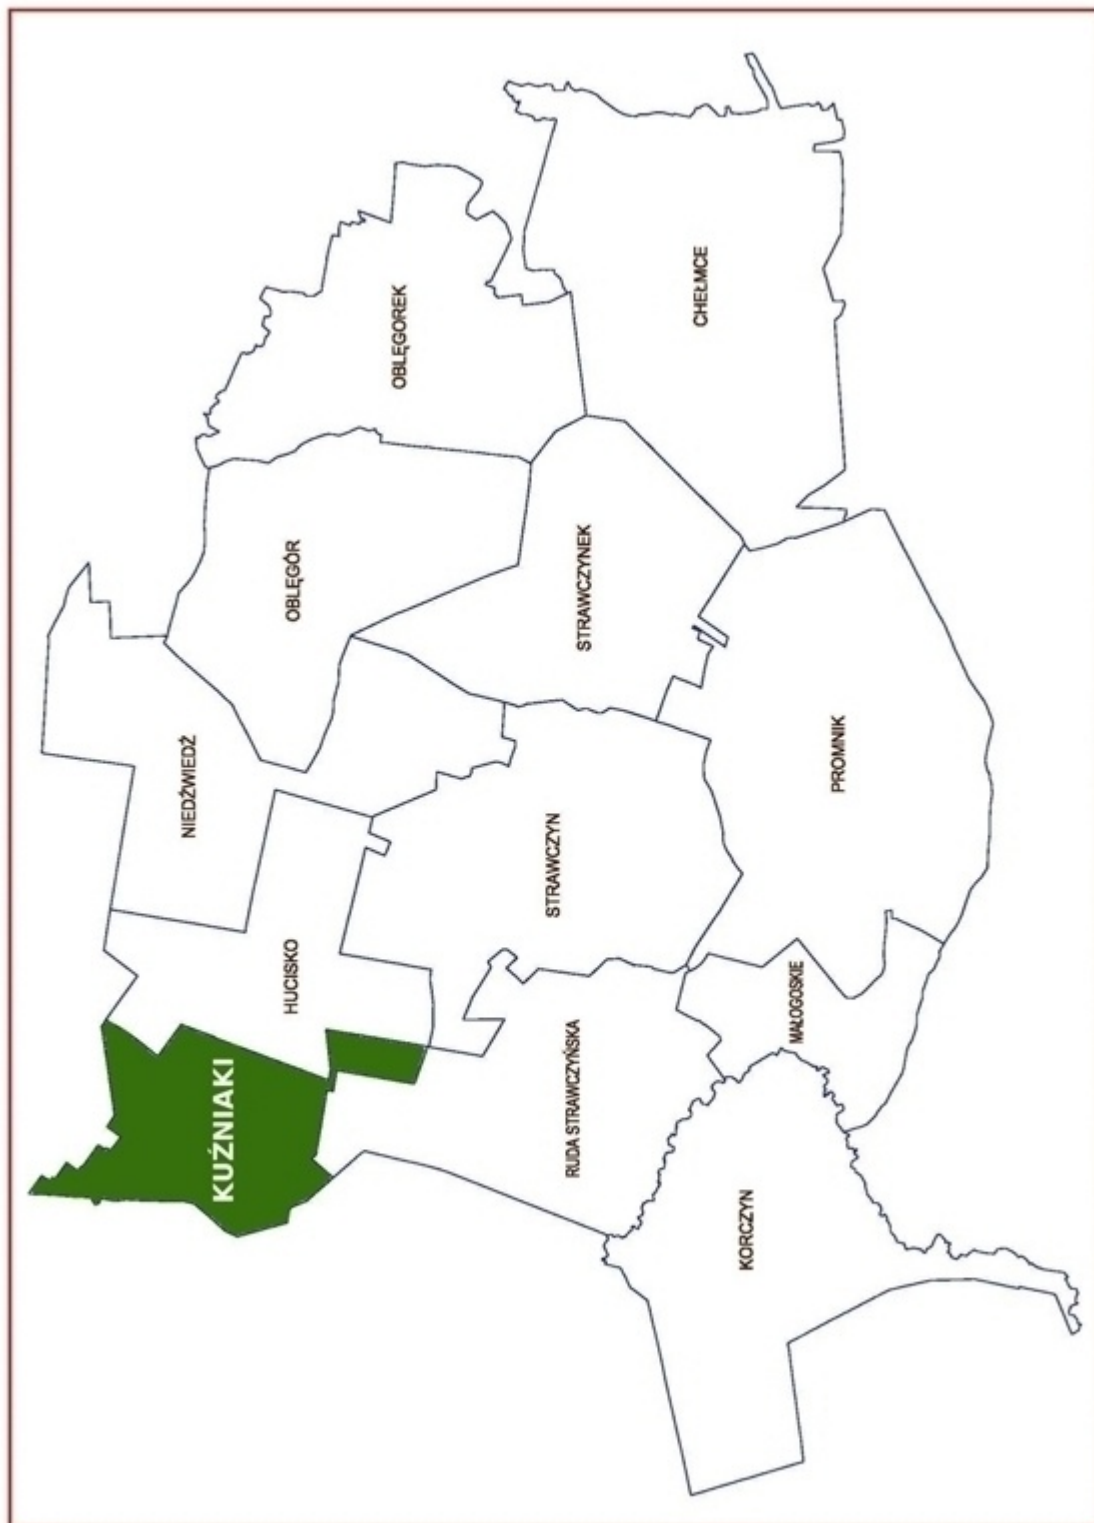 KUŹNIAKI
HUCISKO
NIEDŹWIEDŹ
OBLĘGÓR
OBLĘGOREK
RUDA STRAWCZYŃSKA
STRAWCZYN
STRAWCZYNEK
CHEŁMCE
KORCZYN
MAŁOGOSKIE
PROMNIK